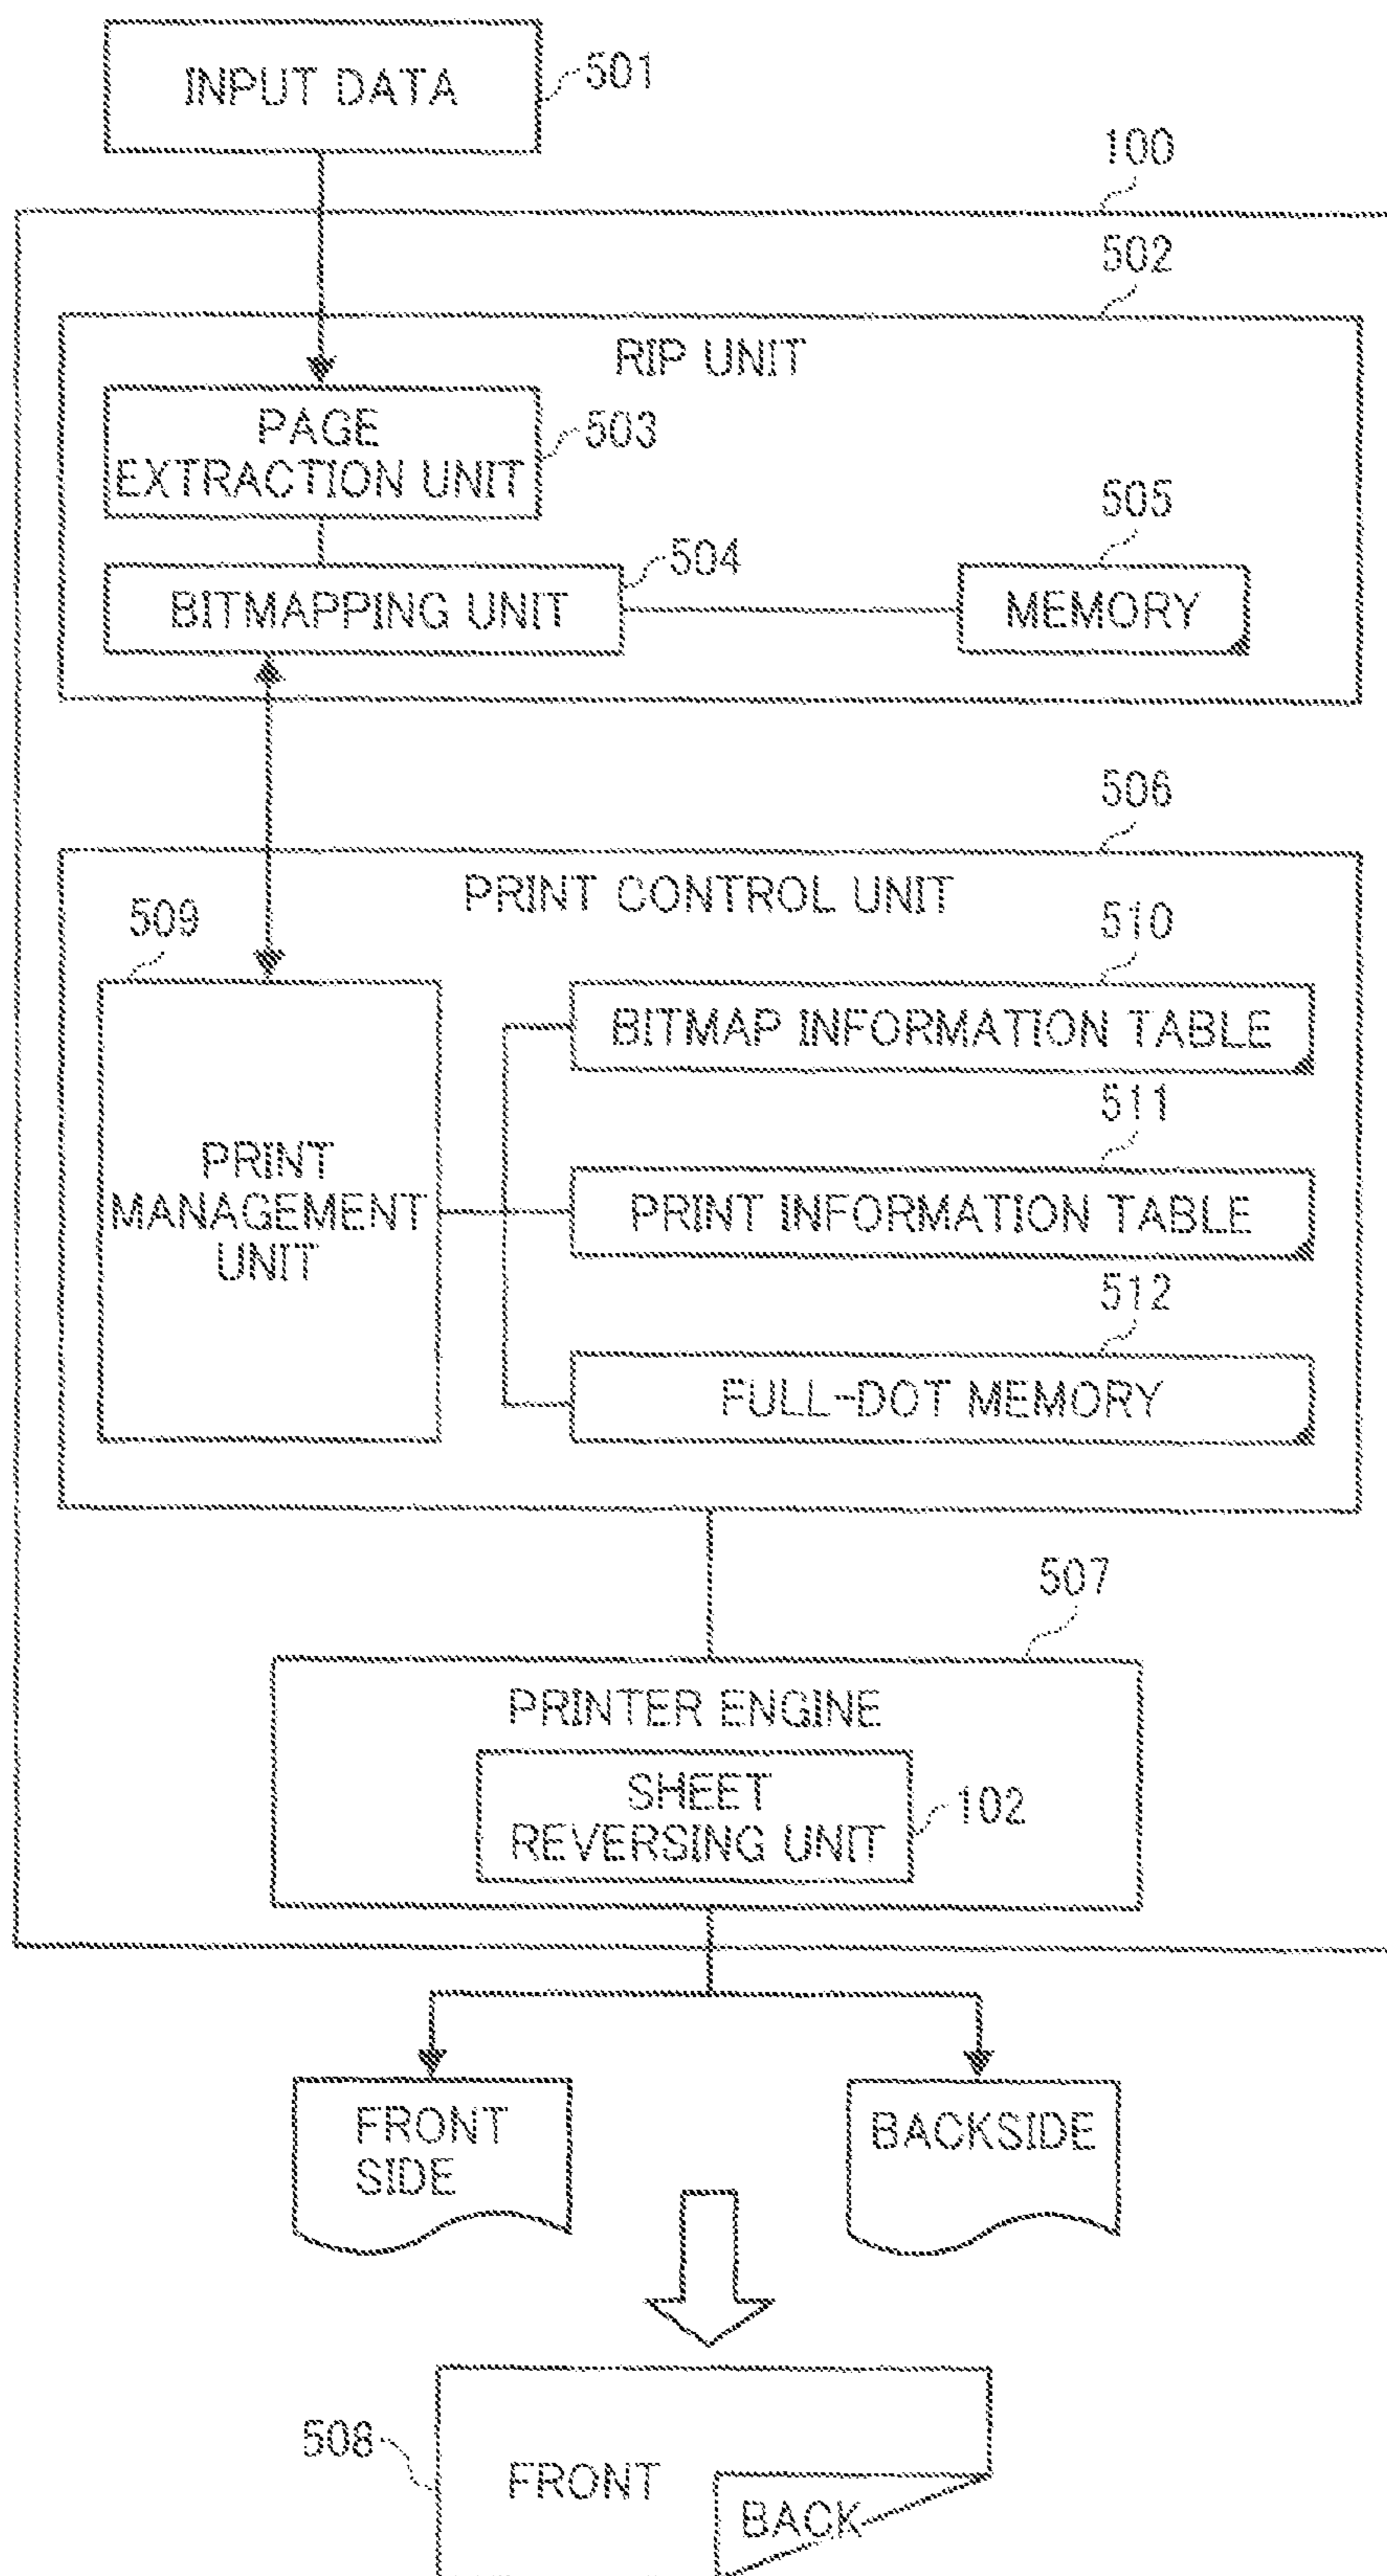 INPUT DATA
501
100
502
RIP UNIT
PAGE
EXTRACTION UNIT
503
505
504
BITMAPPING UNIT
MEMORY
506
PRINT CONTROL UNIT
509
510
BITMAP INFORMATION TABLE
511
PRINT
MANAGEMENT
UNIT
PRINT INFORMATION TABLE
512
FULL-DOT MEMORY
507
PRINTER ENGINE
SHEET
REVERSING UNIT
102
FRONT
SIDE
BACKSIDE
508
FRONT
BACK